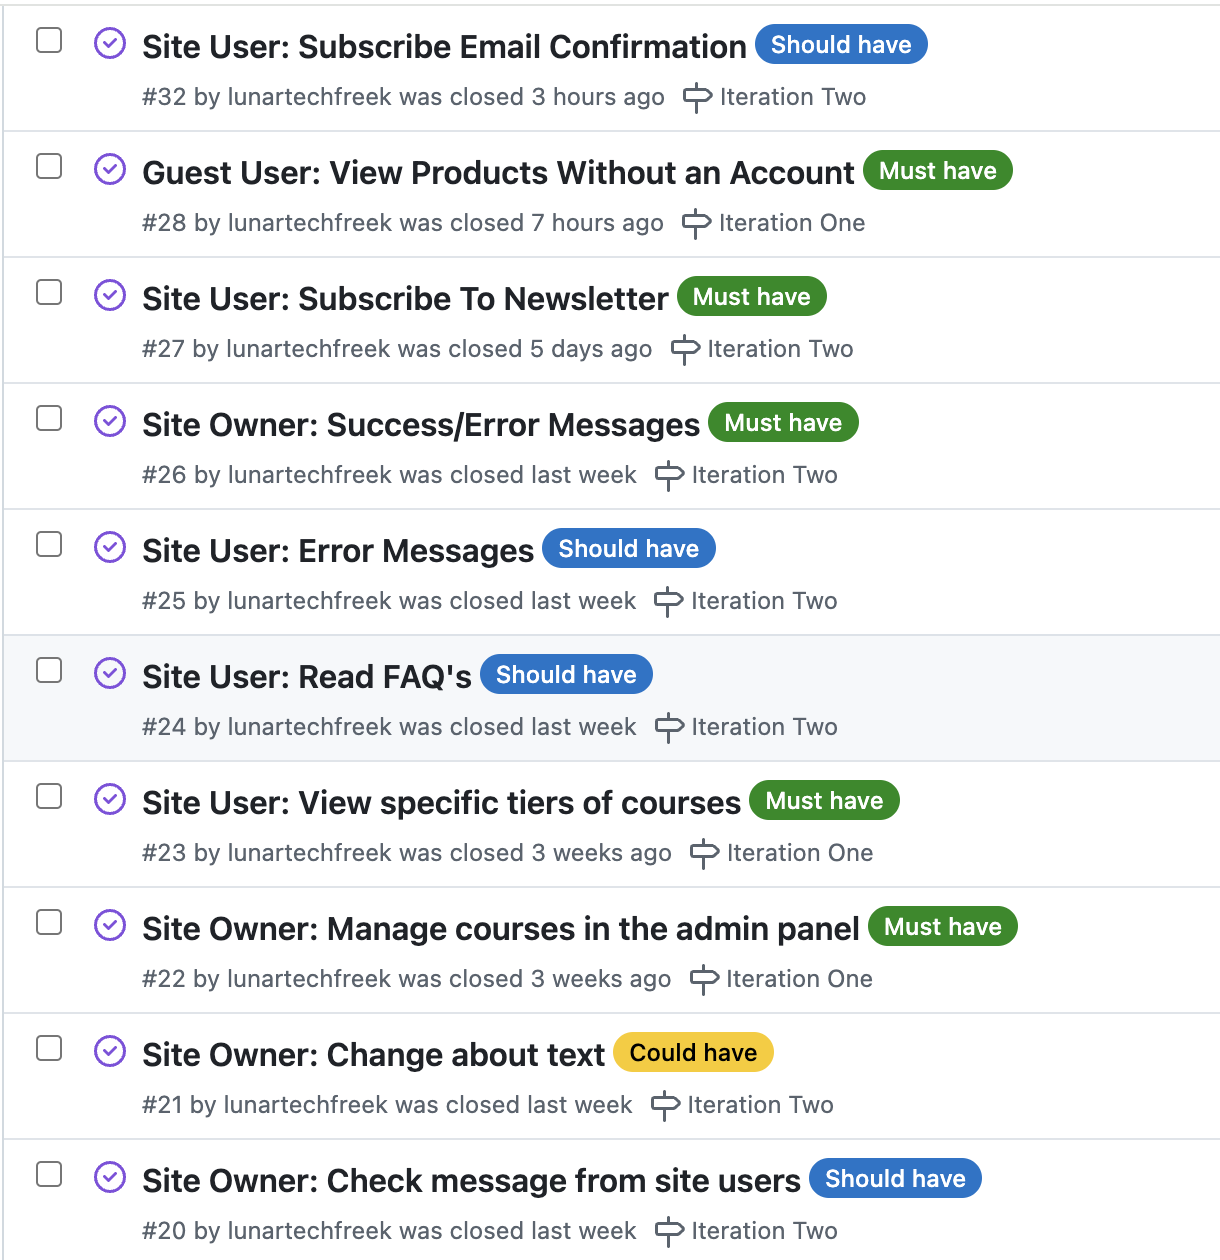 Site User: Subscribe Email Confirmation Should have
#32 by lunartechfreek was closed 3 hours ago Iteration Two
Guest User: View Products Without an Account Must have
#28 by lunartechfreek was closed 7 hours ago Iteration One
Site User: Subscribe To Newsletter Must have
#27 by lunartechfreek was closed 5 days ago Iteration Two
Site Owner: Success/Error Messages Must have
#26 by lunartechfreek was closed last week Iteration Two
Site User: Error Messages Should have
#25 by lunartechfreek was closed last week Iteration Two
Site User: Read FAQ's Should have
#24 by lunartechfreek was closed last week Iteration Two
Site User: View specific tiers of courses Must have
#23 by lunartechfreek was closed 3 weeks ago Iteration One
Site Owner: Manage courses in the admin panel Must have
#22 by lunartechfreek was closed 3 weeks ago Iteration One
Site Owner: Change about text Could have
#21 by lunartechfreek was closed last week Iteration Two
Site Owner: Check message from site users Should have
#20 by lunartechfreek was closed last week Iteration Two